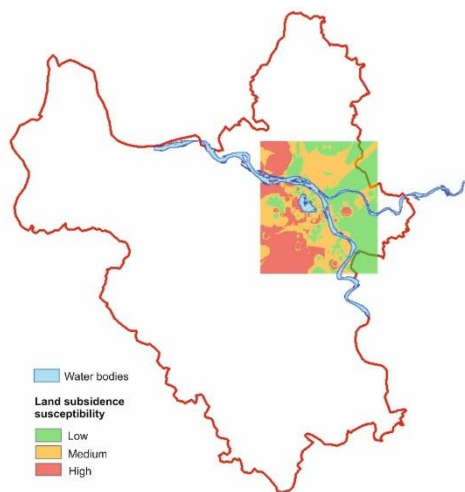 Water bodies
Land subsidence
susceptibility
Low
Medium
High